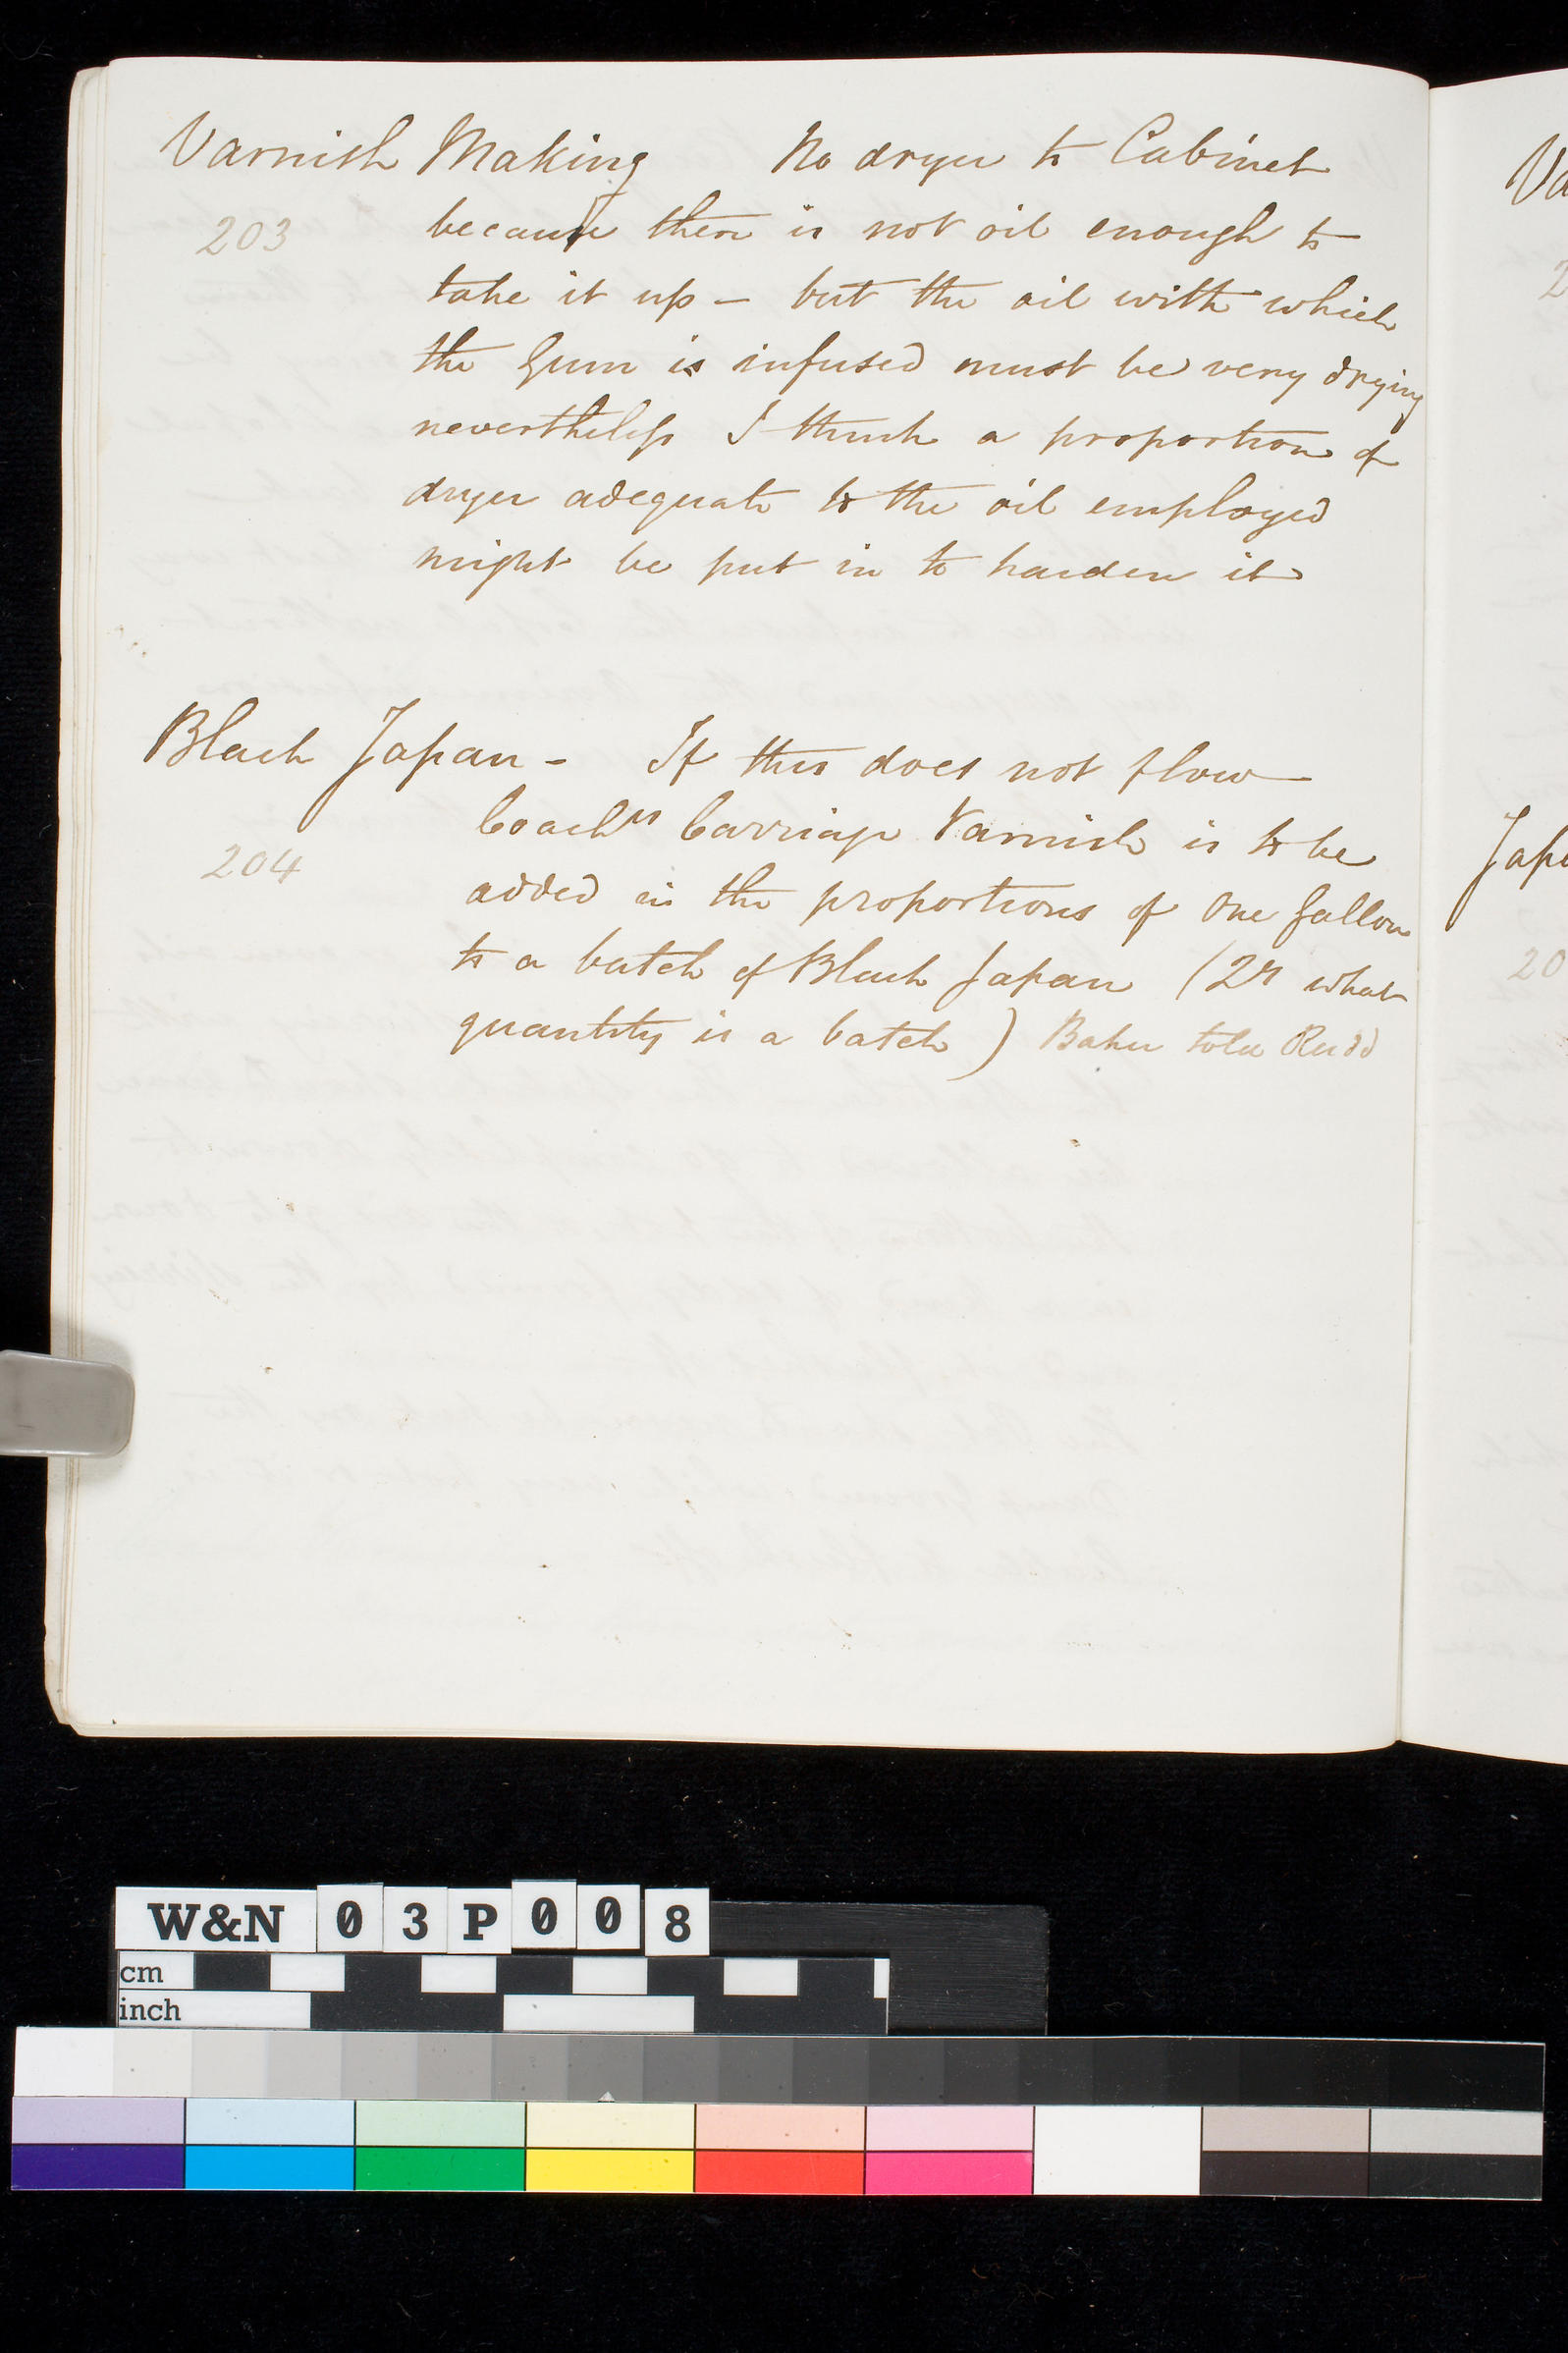 Varnish Making No dryer to Cabinet
203 because there is not oil enough to
take it up – but the oil with which
the Gum is infused must be very drying
nevertheless I think a proportion of
dryer adequate to the oil employed
might be put in to harden it
Black Japan – If this does not flow
Coachrs Carriage Varnish is to be
204 added in the proportions of One Gallon
to a batch of Black Japan (Qr what
quantity is a batch) Baker told Rudd
Va
2
Japa
20
W&N 03P008
cm
inch